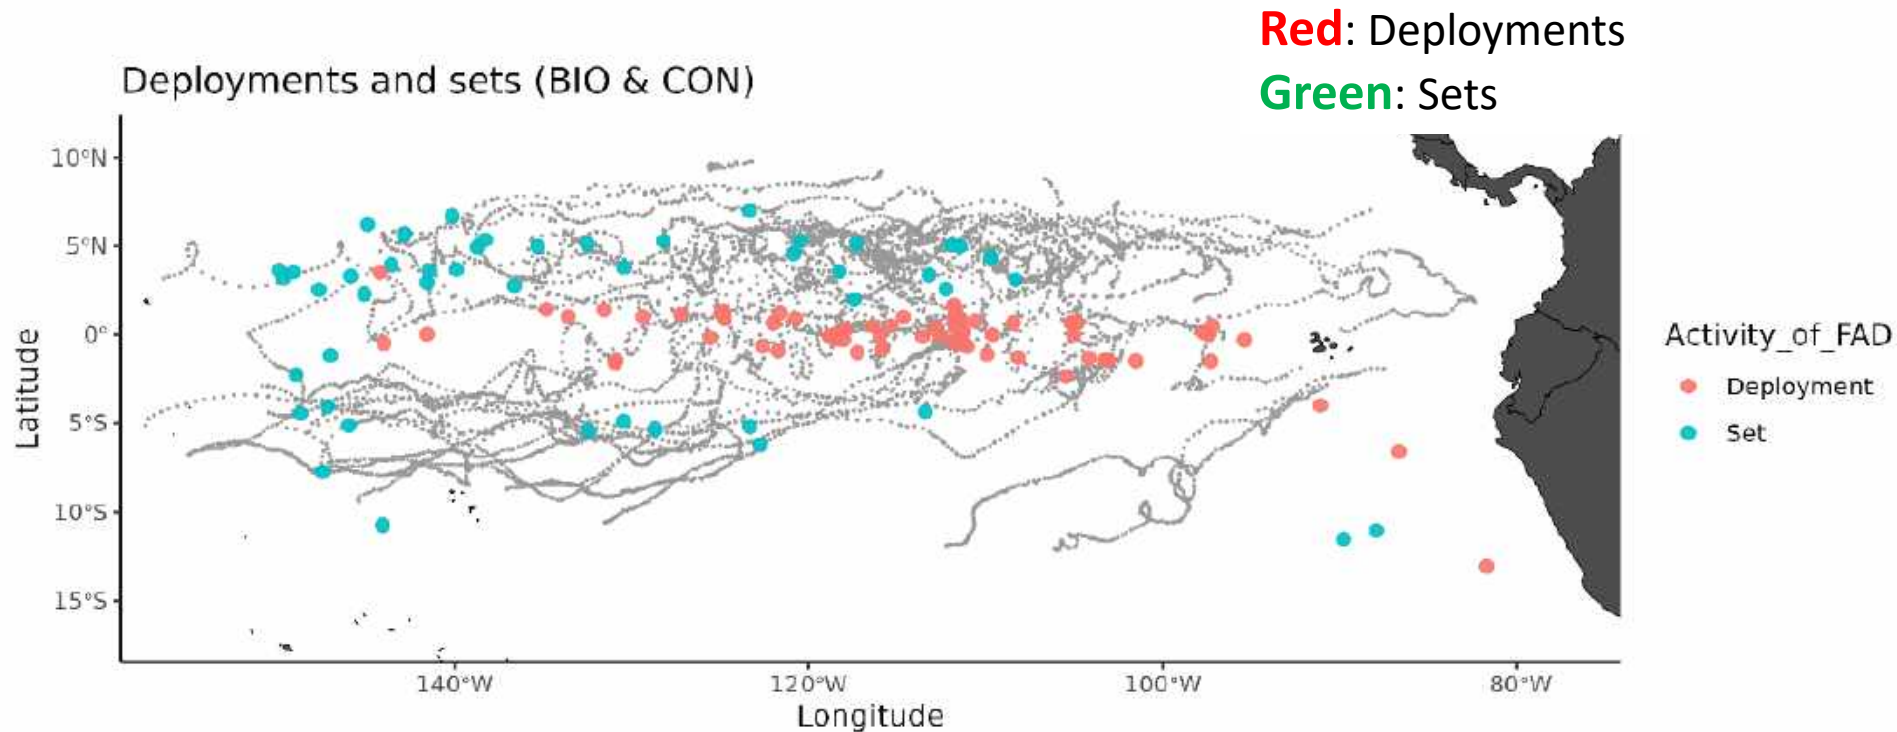 Red: Deployments
Green: Sets
Deployments and sets (BIO & CON)
10°N
5°N
0°
5°S
10°S
15°S
Latitude
140°W
120°W
100°W
80°W
Longitude
Activity_of_FAD
Deployment
Set